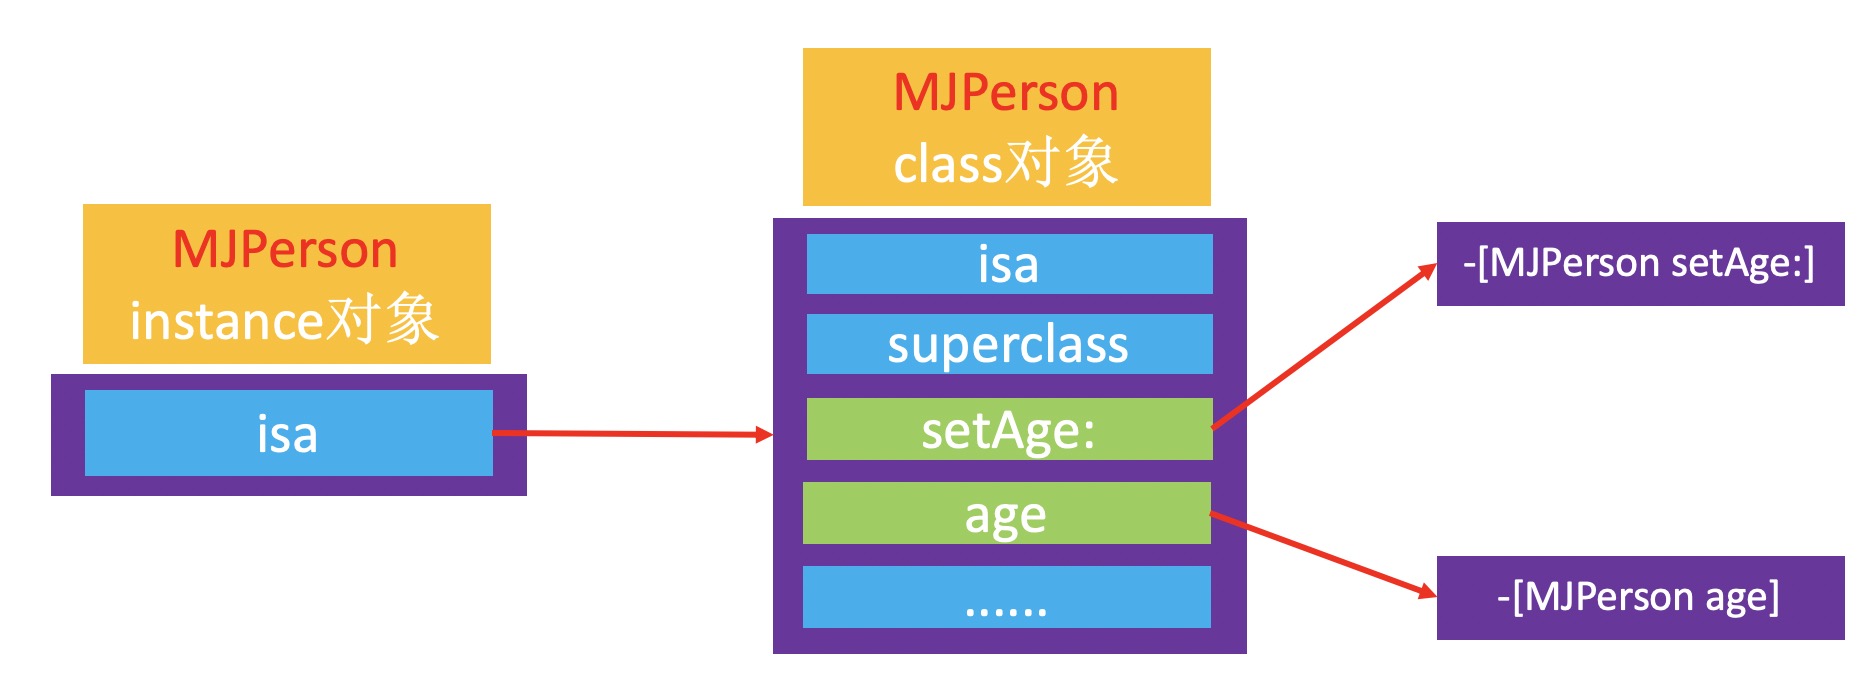 MJPerson
instance对象
isa
MJPerson
class对象
isa
superclass
setAge:
age
......
-[MJPerson setAge:]
-[MJPerson age]